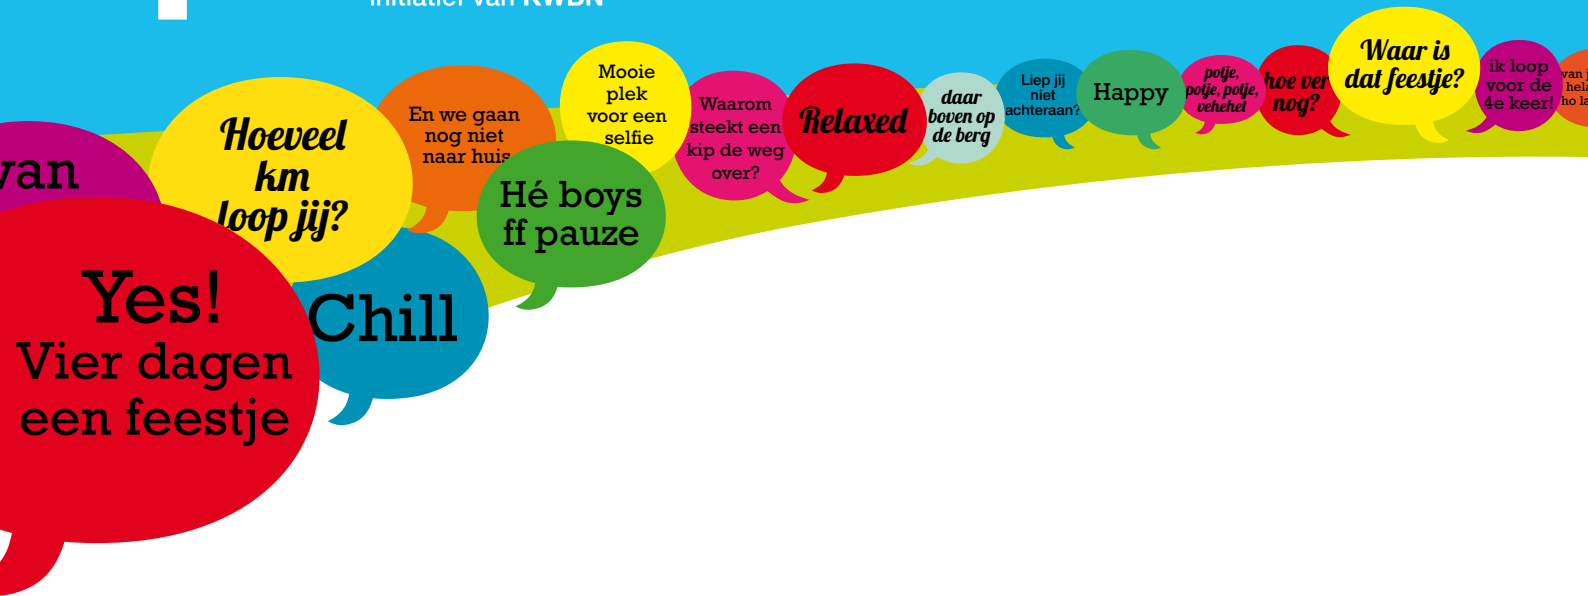 initiatief van KWBN
van
Hoeveel
km
loop jij?
En we gaan
nog niet
naar huis
Mooie
plek
voor een
selfie
Waarom
steekt een
kip de weg
over?
Relaxed
daar
boven op
de berg
Liep jij
niet
achteraan?
Happy
potje,
potje, potje,
vehehel
hoe ver
nog?
Waar is
dat feestje?
ik loop
voor de
4e keer!
van
Hé boys
ff pauze
Chill
Yes!
Vier dagen
een feestje